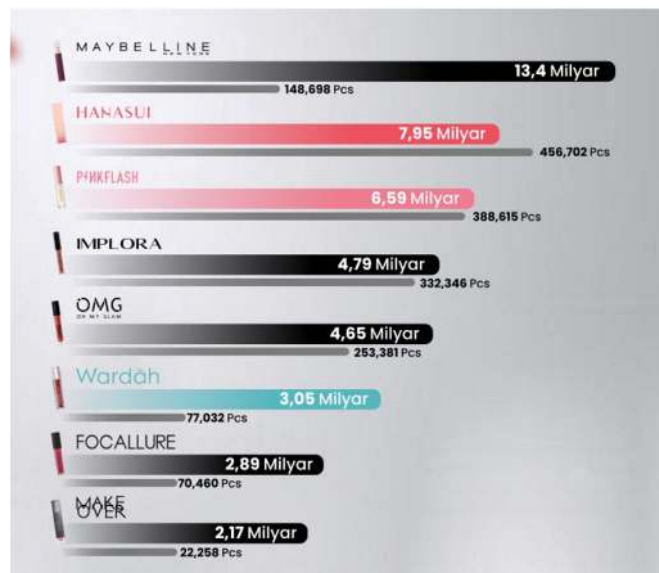 MAYBELLINE
NEW YORK
13,4 Milyar
148,698 Pcs
HANASUI
7,95 Milyar
456,702 Pcs
PINKFLASH
6,59 Milyar
388,615 Pcs
IMPLORA
4,79 Milyar
332,346 Pcs
OMG
OH MY GLAM
4,65 Milyar
253,381 Pcs
Wardah
3,05 Milyar
77,032 Pcs
FOCALLURE
2,89 Milyar
70,460 Pcs
MAKE
OVER
2,17 Milyar
22,258 Pcs